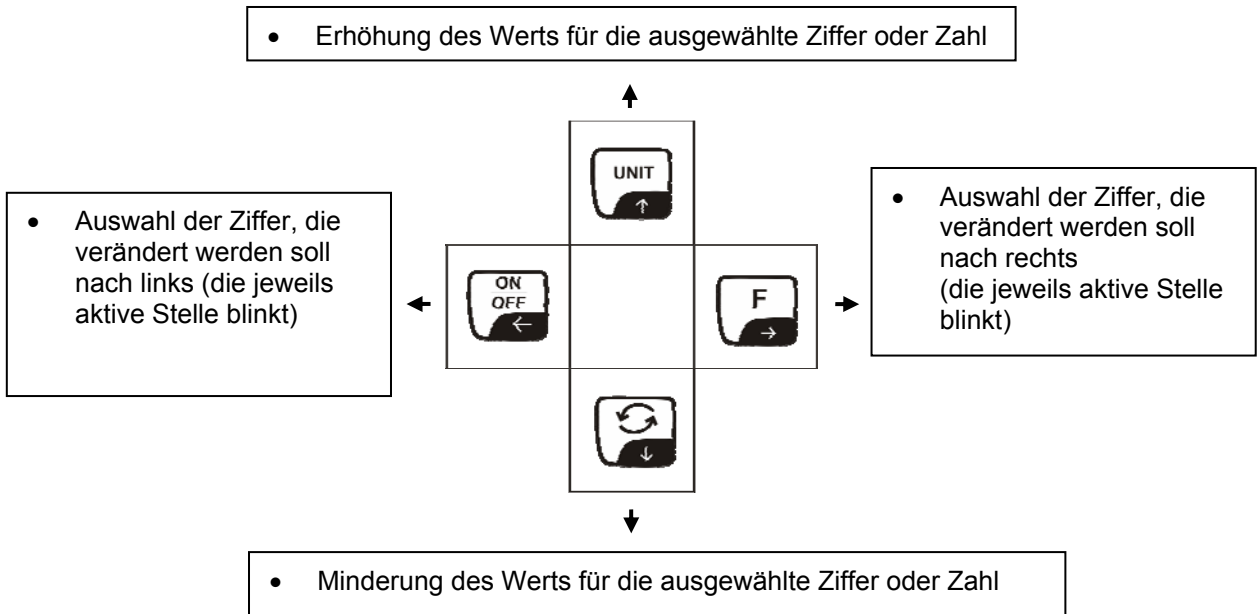 • Erhöhung des Werts für die ausgewählte Ziffer oder Zahl
UNIT
↑
• Auswahl der Ziffer, die
verändert werden soll
nach links (die jeweils
aktive Stelle blinkt)
ON
OFF
←
F
→
• Auswahl der Ziffer, die
verändert werden soll
nach rechts
(die jeweils aktive Stelle
blinkt)
↓
• Minderung des Werts für die ausgewählte Ziffer oder Zahl